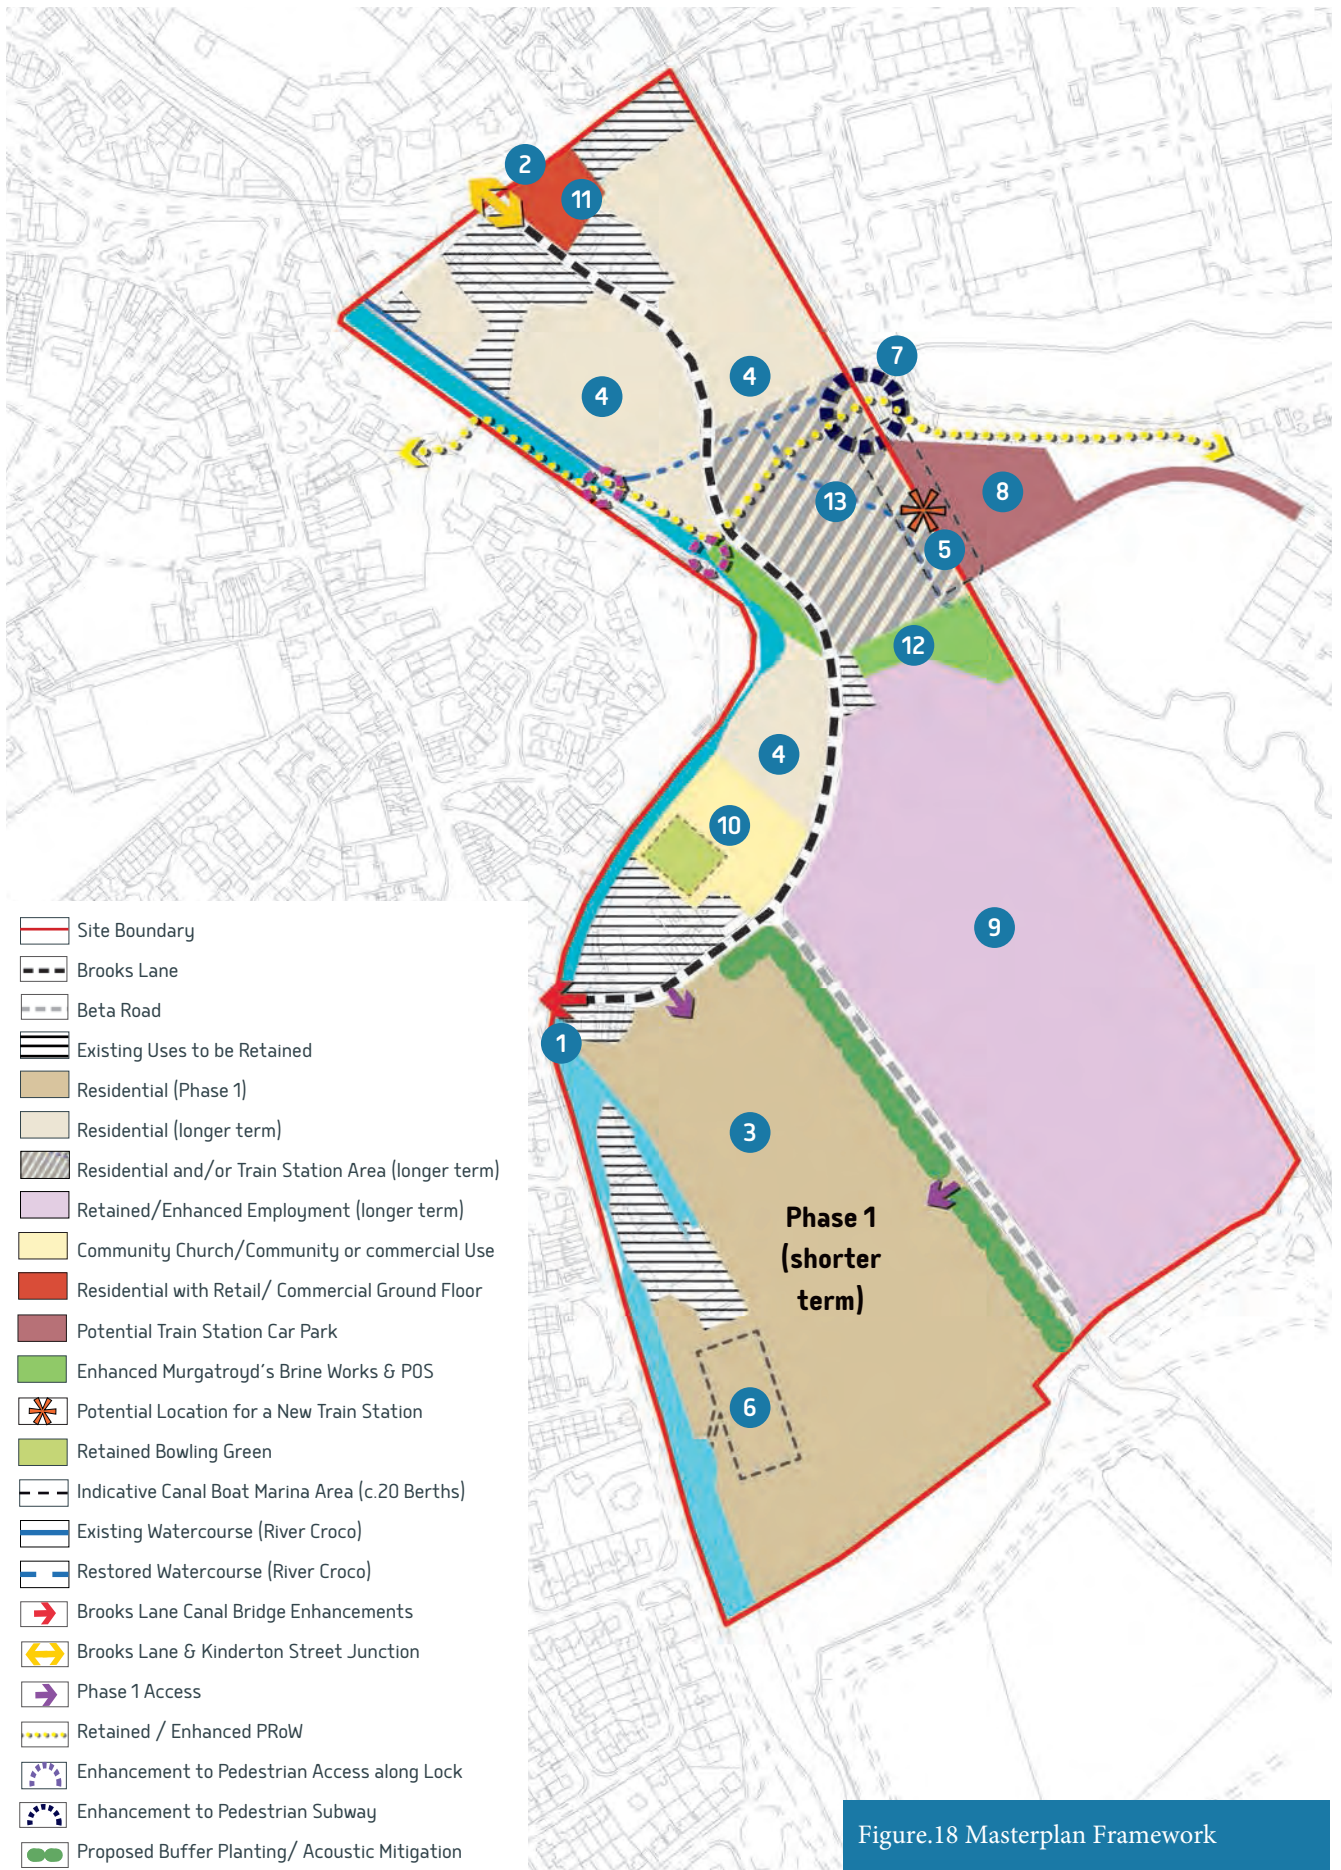 2
11
7
4
4
8
13
5
12
4
10
9
1
3
Phase 1
(shorter
term)
6
Site Boundary
Brooks Lane
Beta Road
Existing Uses to be Retained
Residential (Phase 1)
Residential (longer term)
Residential and/or Train Station Area (longer term)
Retained/Enhanced Employment (longer term)
Community Church/Community or commercial Use
Residential with Retail/ Commercial Ground Floor
Potential Train Station Car Park
Enhanced Murgatroyd's Brine Works & POS
Potential Location for a New Train Station
Retained Bowling Green
Indicative Canal Boat Marina Area (c.20 Berths)
Existing Watercourse (River Croco)
Restored Watercourse (River Croco)
Brooks Lane Canal Bridge Enhancements
Brooks Lane & Kinderton Street Junction
Phase 1 Access
Retained / Enhanced PRoW
Enhancement to Pedestrian Access along Lock
Enhancement to Pedestrian Subway
Proposed Buffer Planting/ Acoustic Mitigation
Figure.18 Masterplan Framework